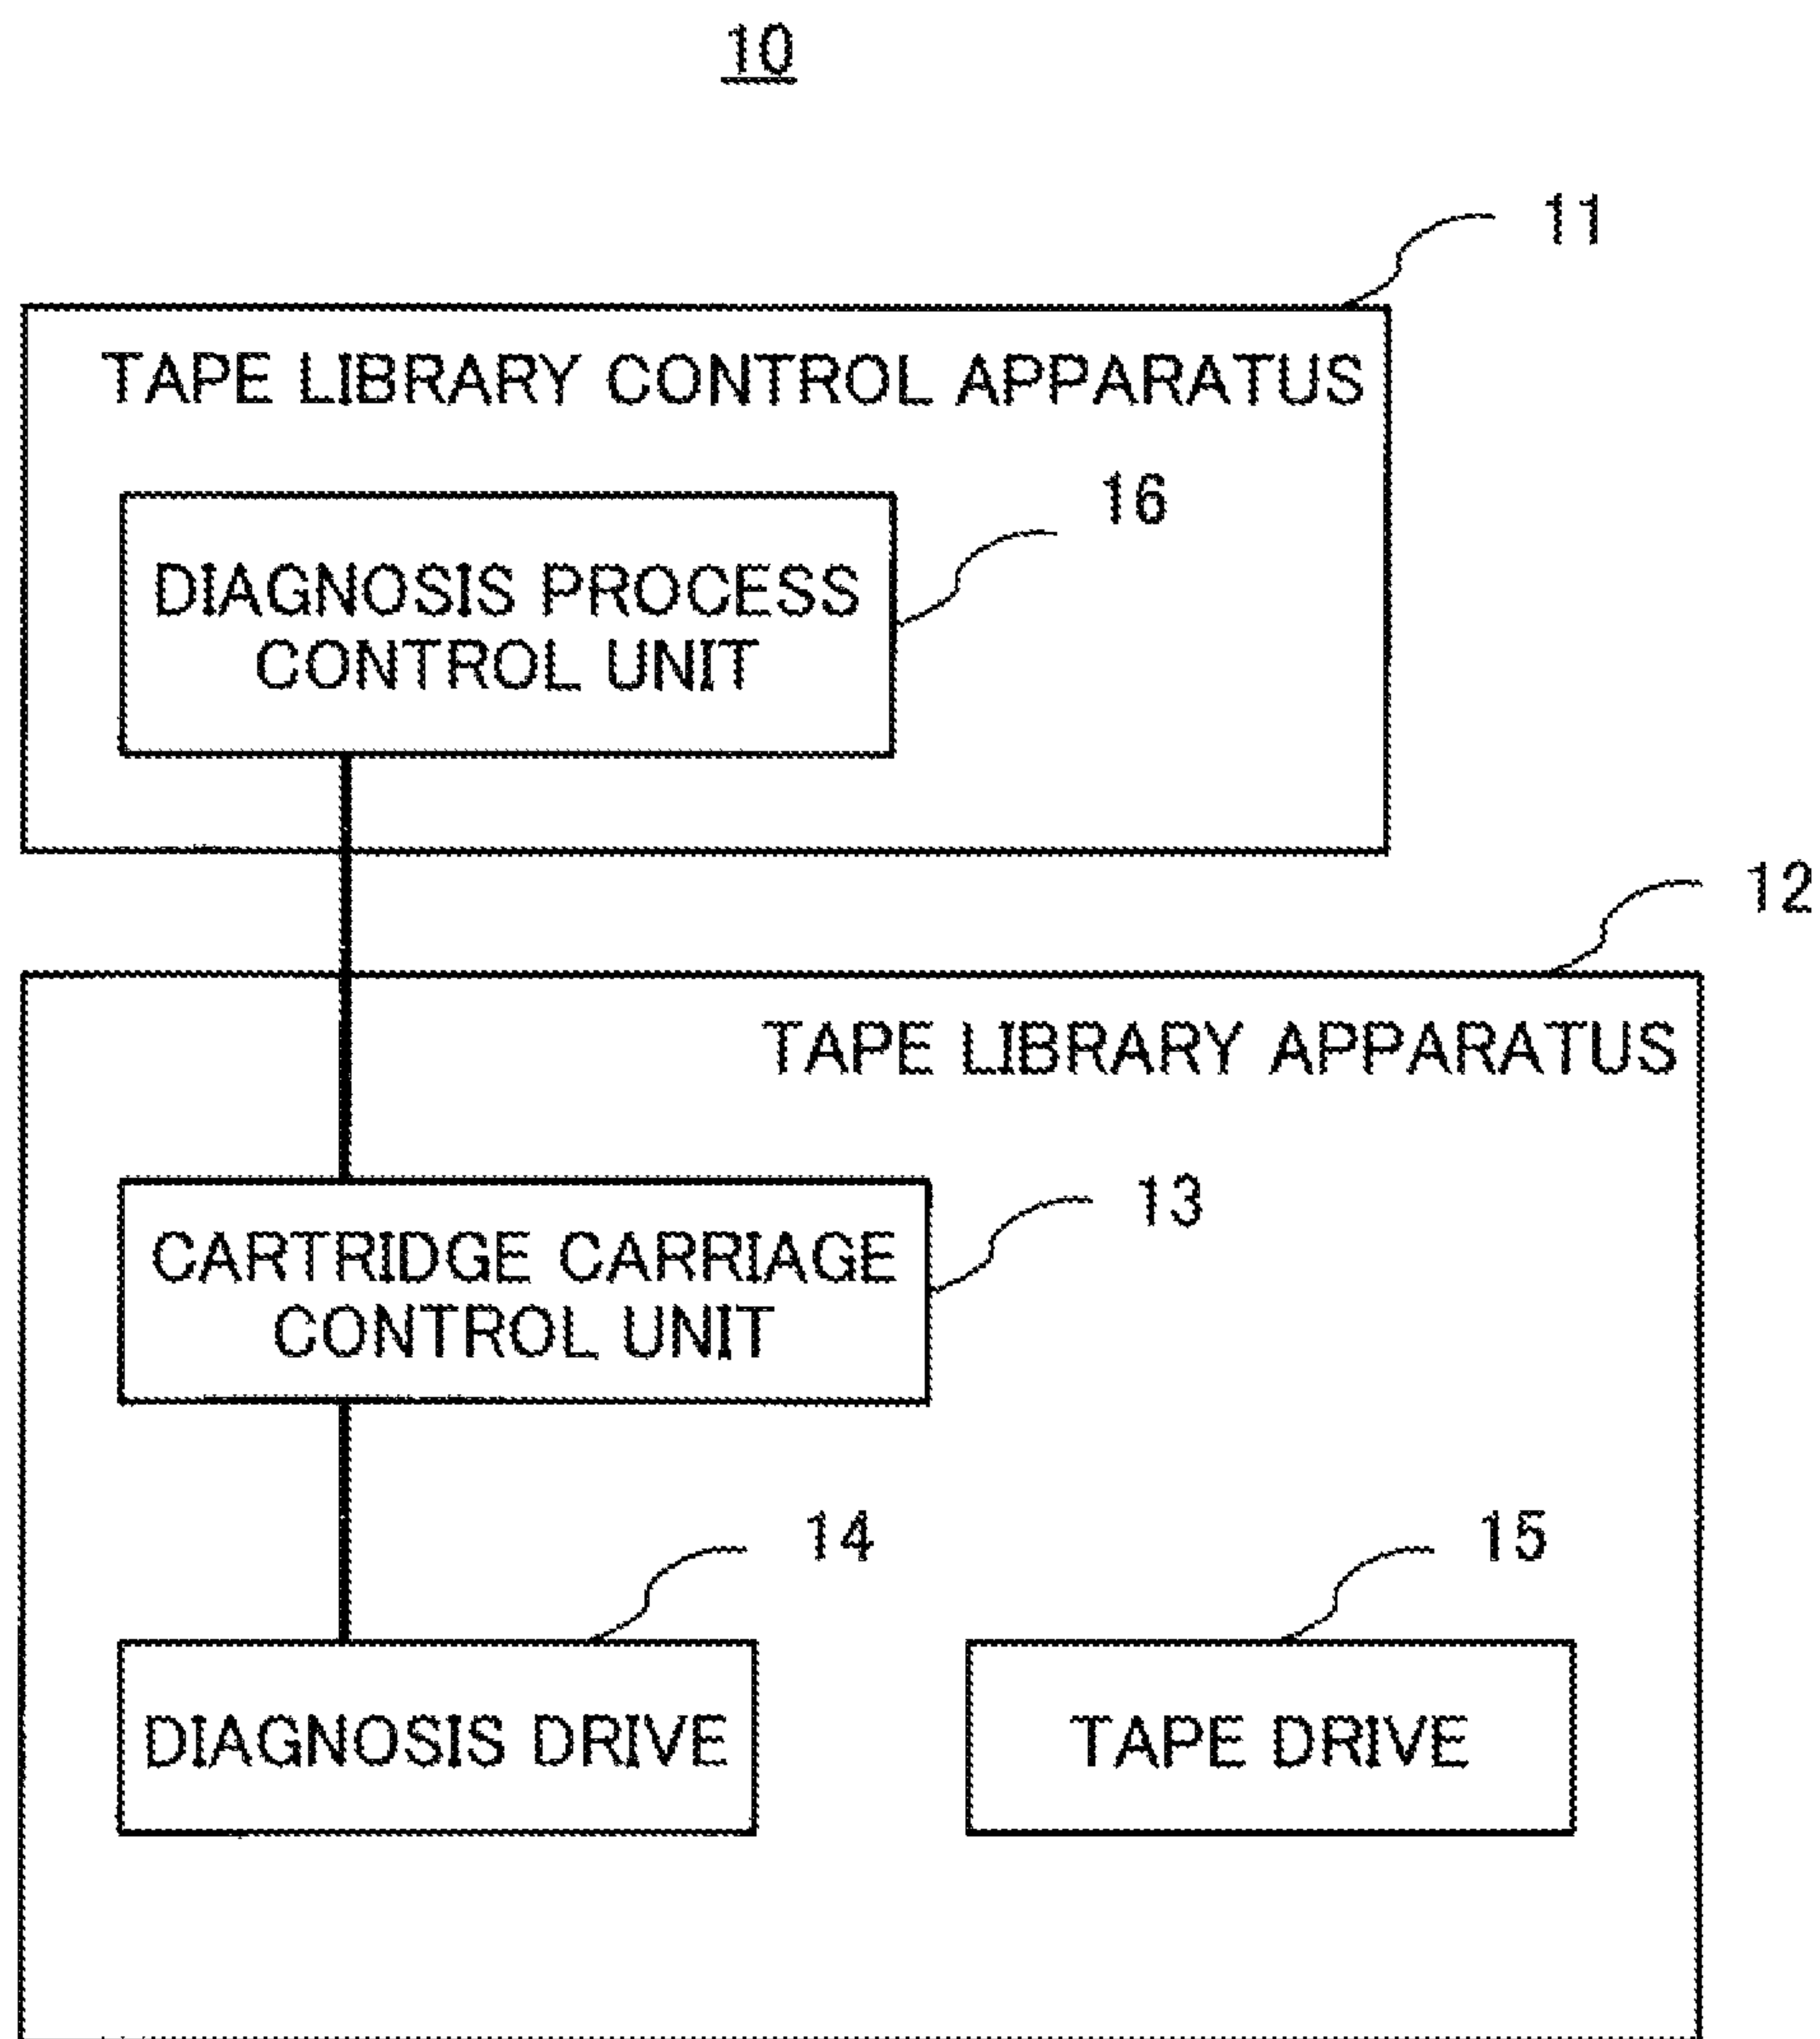 10
11
TAPE LIBRARY CONTROL APPARATUS
16
DIAGNOSIS PROCESS
CONTROL UNIT
12
TAPE LIBRARY APPARATUS
13
CARTRIDGE CARRIAGE
CONTROL UNIT
14
15
DIAGNOSIS DRIVE
TAPE DRIVE